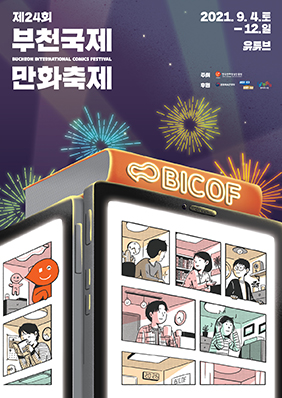 제24회
부천국제
BUCHEON INTERNATIONAL COMICS FESTIVAL
만화축제
2021. 9. 4.토
— 12.일
유튜브
주최
후원
BICOF
BICOF